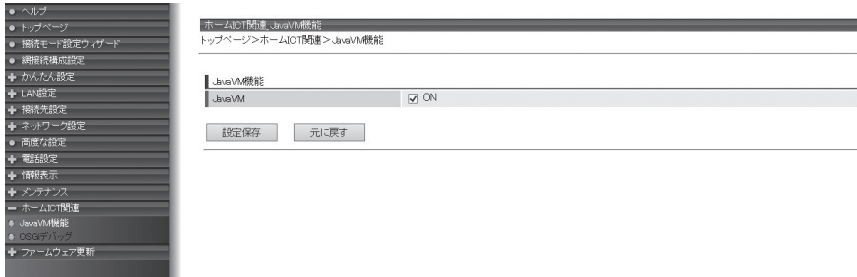 ヘルプ
トップページ
接続モード設定ウィザード
網接続構成設定
かんたん設定
LAN設定
接続先設定
ネットワーク設定
高度な設定
電話設定
情報表示
メンテナンス
ホームICT関連
JavaVM機能
OSGiデバッグ
ファームウェア更新
ホームICT関連_JavaVM機能
トップページ>ホームICT関連> JavaVM機能
JavaVM機能
JavaVM ON
設定保存 元に戻す